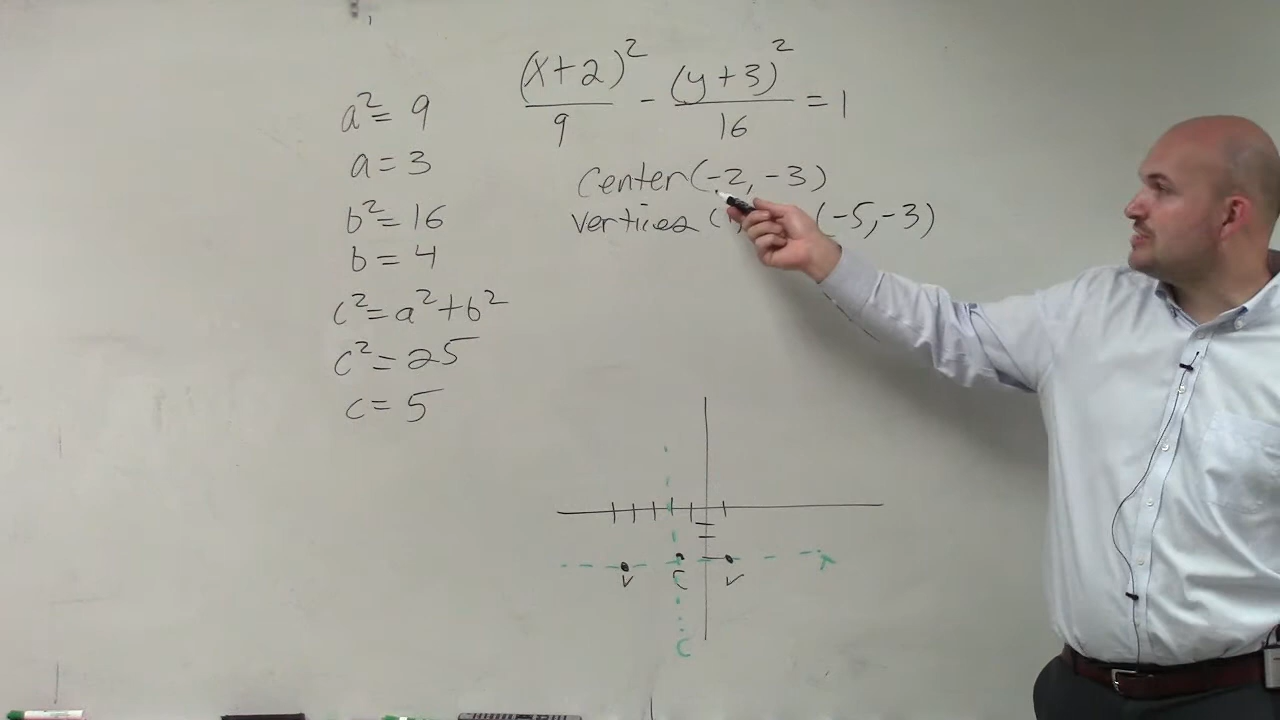 (x+2)² / 9 - (y+3)² / 16 = 1
a² = 9
a = 3
b² = 16
b = 4
c² = a² + b²
c² = 25
c = 5
Center (-2, -3)
vertices ( (-5, -3)
V C V
C